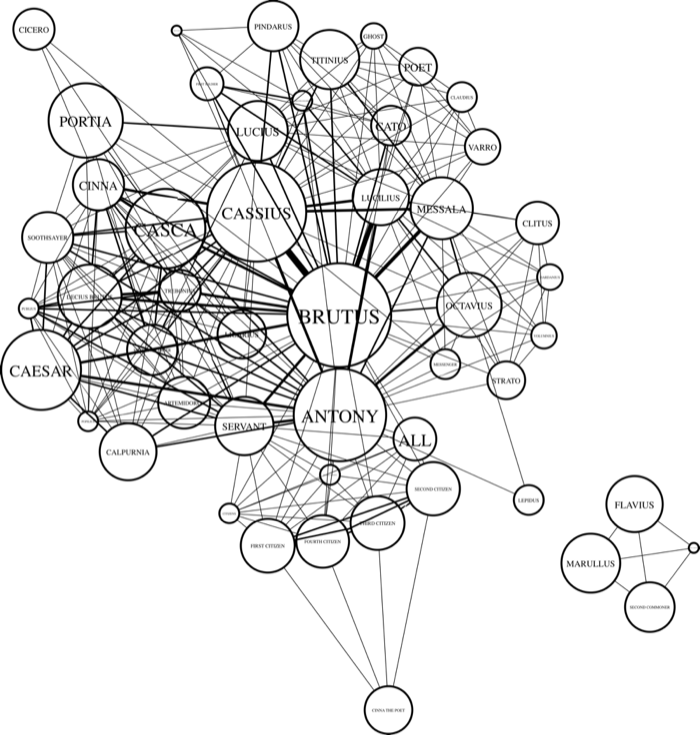 CICERO
PINDARUS
GHOST
TITINIUS
POET
CLAUDIUS
PORTIA
LUCIUS
CATO
VARRO
CINNA
LUCILIUS
CASSIUS
MESSALA
CLITUS
CASCA
SOOTHSAYER
DECIUS BRUTUS
TREBONIUS
OCTAVIUS
BRUTUS
CAESAR
MESSENGER
STRATO
ARTEMIDORUS
ANTONY
SERVANT
ALL
CALPURNIA
SECOND CITIZEN
LEPIDUS
FLAVIUS
THIRD CITIZEN
FOURTH CITIZEN
FIRST CITIZEN
MARULLUS
SECOND COMMONER
CINNA THE POET